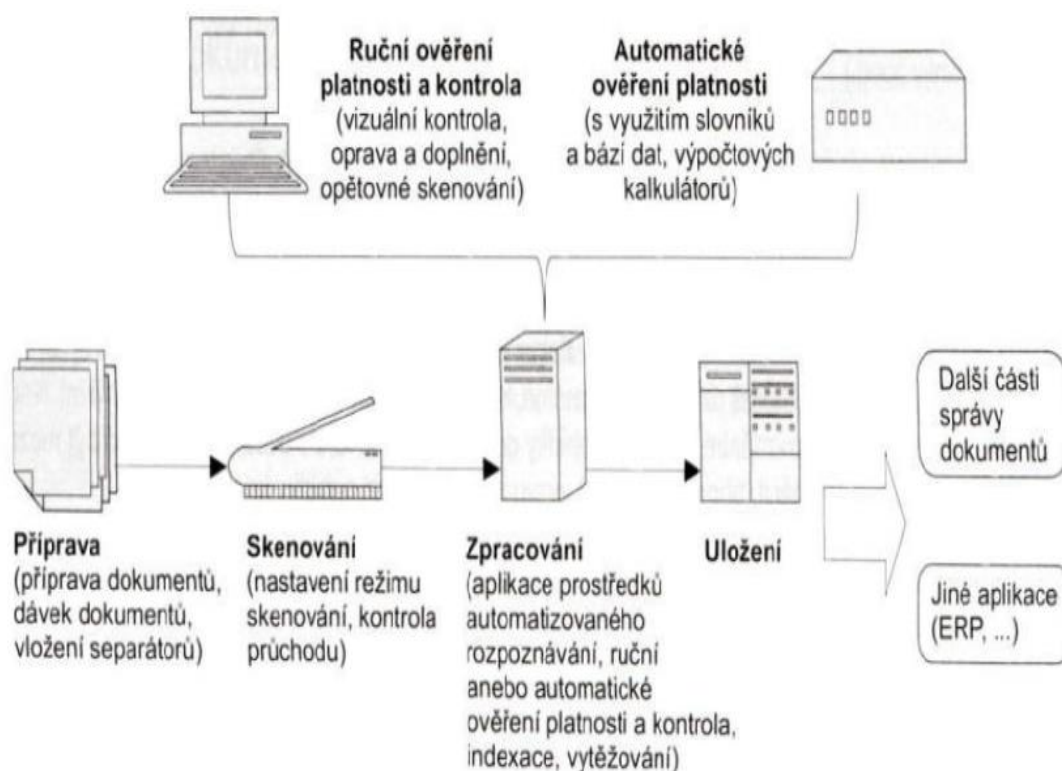 Ruční ověření
platnosti a kontrola
(vizuální kontrola,
oprava a doplnění,
opětovné skenování)
Automatické
ověření platnosti
(s využitím slovníků
a bází dat, výpočtových
kalkulátorů)
Příprava
(příprava dokumentů,
dávek dokumentů,
vložení separátorů)
Skenování
(nastavení režimu
skenování, kontrola
průchodu)
Zpracování
(aplikace prostředků
automatizovaného
rozpoznávání, ruční
anebo automatické
ověření platnosti a kontrola,
indexace, vytěžování)
Uložení
Další části
správy
dokumentů
Jiné aplikace
(ERP, ...)